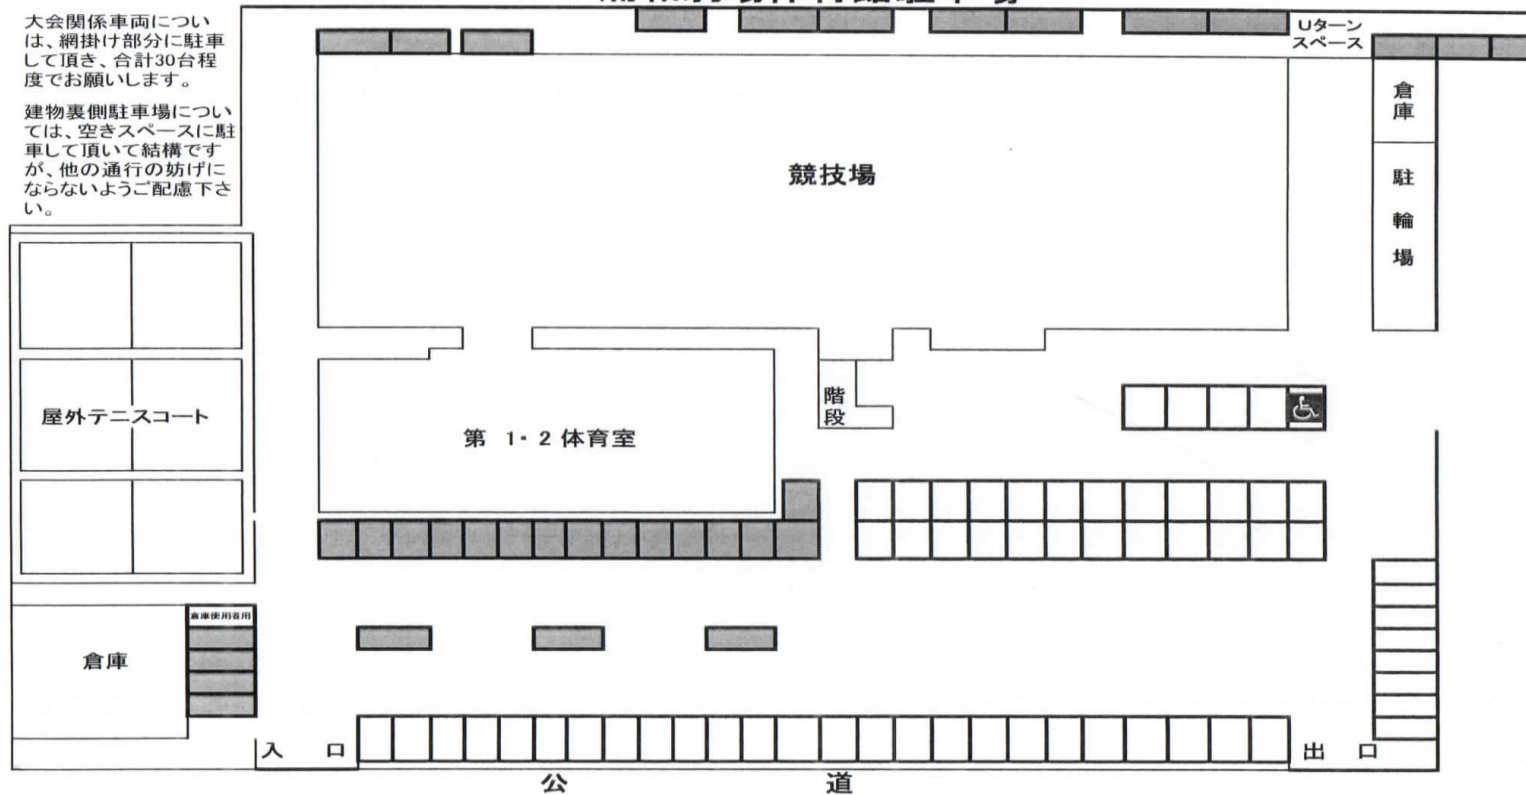 大会関係車両につい
は、網掛け部分に駐車
して頂き、合計30台程
度でお願いします。
建物裏側駐車場につい
ては、空きスペースに駐
車して頂いて結構です
が、他の通行の妨げに
ならないようご配慮下さ
い。
Uターン
スペース
倉庫
競技場
駐輪場
屋外テニスコート
階段
第 1・2 体育室
倉庫使用者用
倉庫
入 口
出 口
公 道